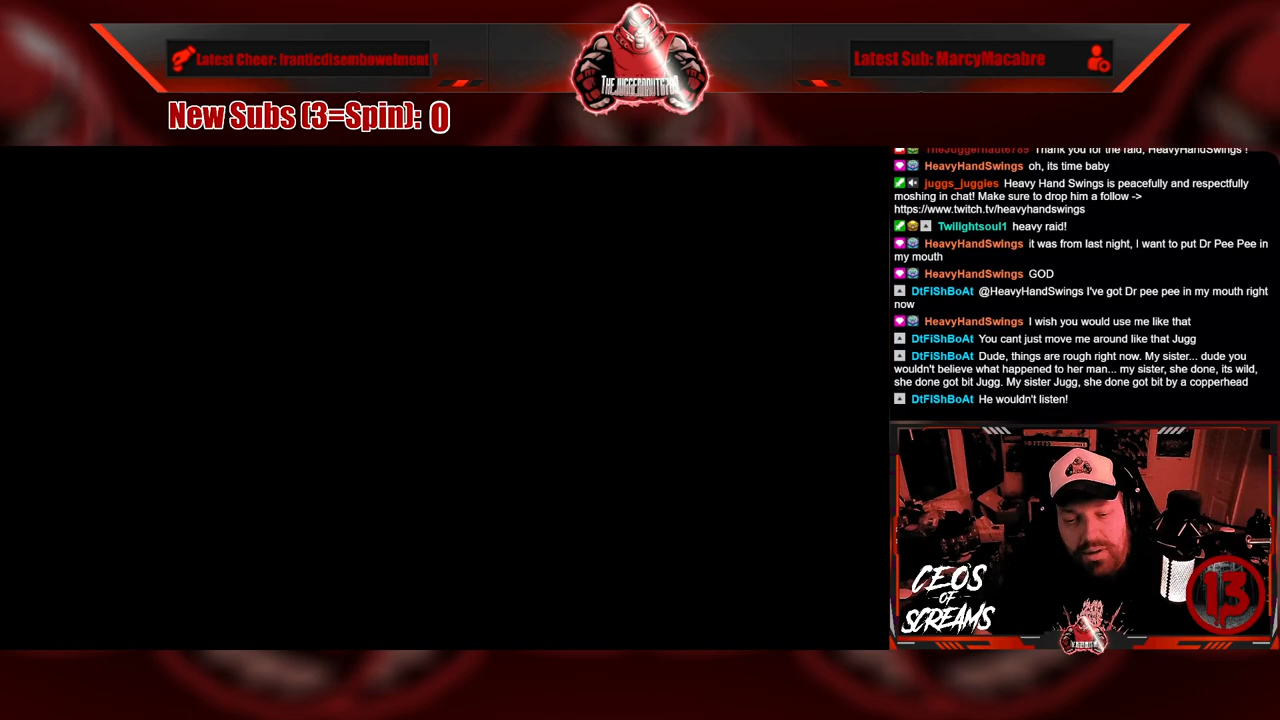 Latest Cheer: franticdisembowelment 1
THEJUGGERNAUT6789
Latest Sub: MarcyMacabre
New Subs (3=Spin): 0
TheJuggernaut6789 Thank you for the raid, HeavyHandSwings !
HeavyHandSwings oh, its time baby
juggs_juggies Heavy Hand Swings is peacefully and respectfully
moshing in chat! Make sure to drop him a follow ->
https://www.twitch.tv/heavyhandswings
Twilightsoul1 heavy raid!
HeavyHandSwings it was from last night, I want to put Dr Pee Pee in
my mouth
HeavyHandSwings GOD
DtFiShBoAt @HeavyHandSwings I've got Dr pee pee in my mouth right
now
HeavyHandSwings I wish you would use me like that
DtFiShBoAt You cant just move me around like that Jugg
DtFiShBoAt Dude, things are rough right now. My sister... dude you
wouldn't believe what happened to her man... my sister, she done, its wild,
she done got bit Jugg. My sister Jugg, she done got bit by a copperhead
DtFiShBoAt He wouldn't listen!
CEOS
OF
SCREAMS
13